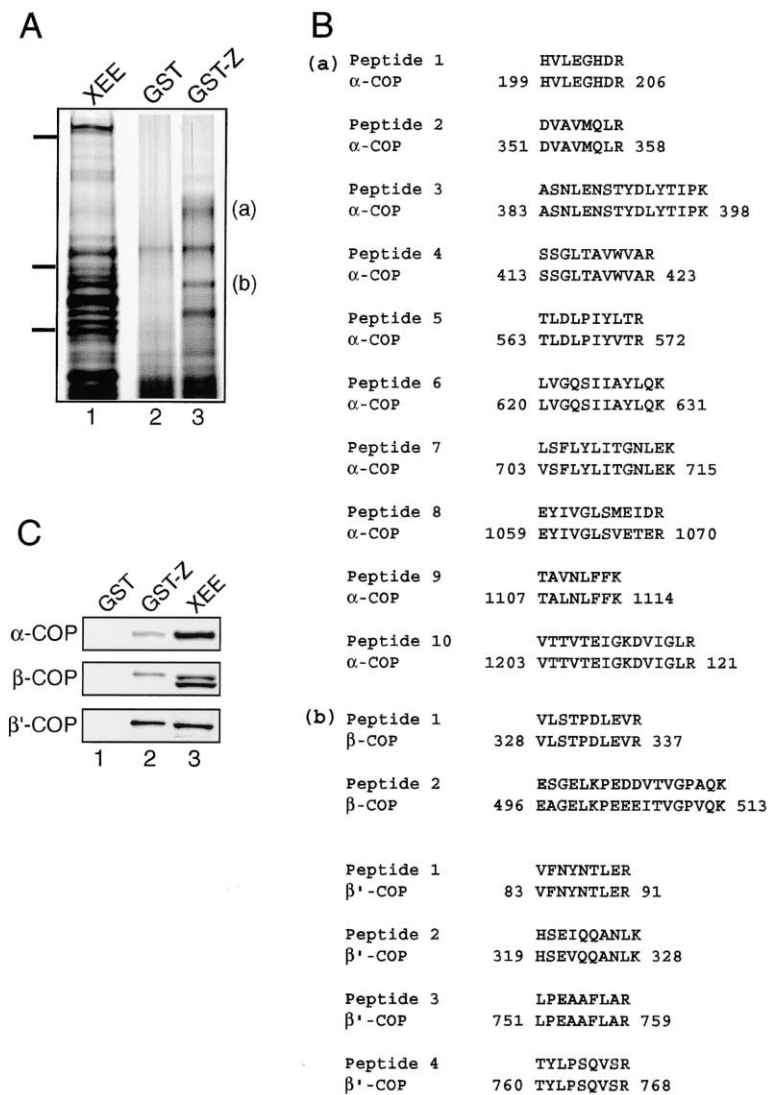 A
XEE
GST
GST-Z
(a)
(b)
1 2 3
C
GST
GST-Z
XEE
α-COP
β-COP
β'-COP
1 2 3
B
(a) Peptide 1 HVLEGHDR
α-COP 199 HVLEGHDR 206
Peptide 2 DVAVMQLR
α-COP 351 DVAVMQLR 358
Peptide 3 ASNLENSTYDLYTIPK
α-COP 383 ASNLENSTYDLYTIPK 398
Peptide 4 SSGLTAVWVAR
α-COP 413 SSGLTAVWVAR 423
Peptide 5 TLDLPIYLTR
α-COP 563 TLDLPIYVTR 572
Peptide 6 LVGQSIIAYLQK
α-COP 620 LVGQSIIAYLQK 631
Peptide 7 LSFLYLITGNLEK
α-COP 703 VSFLYLITGNLEK 715
Peptide 8 EYIVGLSMEIDR
α-COP 1059 EYIVGLSVETER 1070
Peptide 9 TAVNLFFK
α-COP 1107 TALNLFFK 1114
Peptide 10 VTTVTEIGKDVIGLR
α-COP 1203 VTTVTEIGKDVIGLR 121
(b) Peptide 1 VLSTPDLEVR
β-COP 328 VLSTPDLEVR 337
Peptide 2 ESGELKPEDDVTVGPAQK
β-COP 496 EAGELKPEEEITVGPVQK 513
Peptide 1 VFNYNTLER
β'-COP 83 VFNYNTLER 91
Peptide 2 HSEIQQANLK
β'-COP 319 HSEVQQANLK 328
Peptide 3 LPEAAFLAR
β'-COP 751 LPEAAFLAR 759
Peptide 4 TYLPSQVSR
β'-COP 760 TYLPSQVSR 768